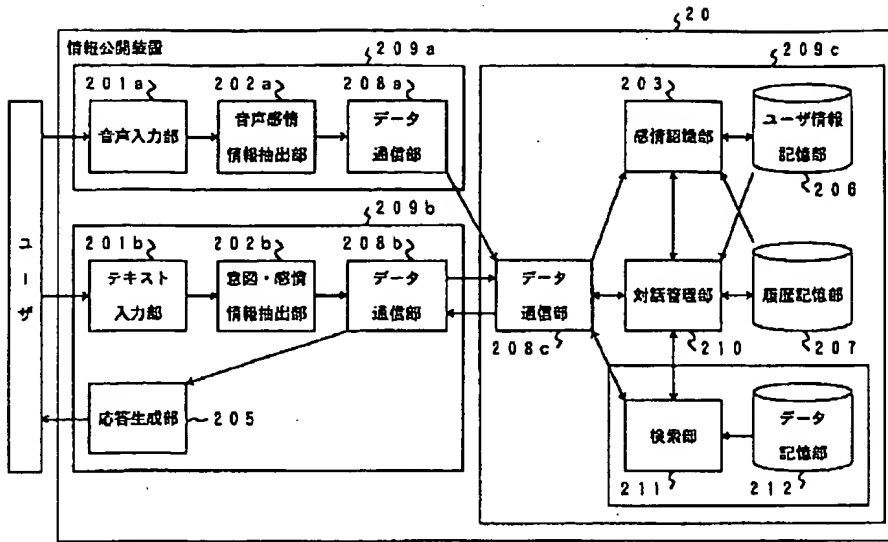 20
情報公開装置
209a
209c
201a
202a
208a
203
音声入力部
音声感情
情報抽出部
データ
通信部
感情認識部
ユーザ情報
記憶部
206
209b
ユーザ
201b
202b
208b
テキスト
入力部
意図・感情
情報抽出部
データ
通信部
データ
通信部
対話管理部
履歴記憶部
208c
210
207
応答生成部
205
検索部
データ
記憶部
211
212